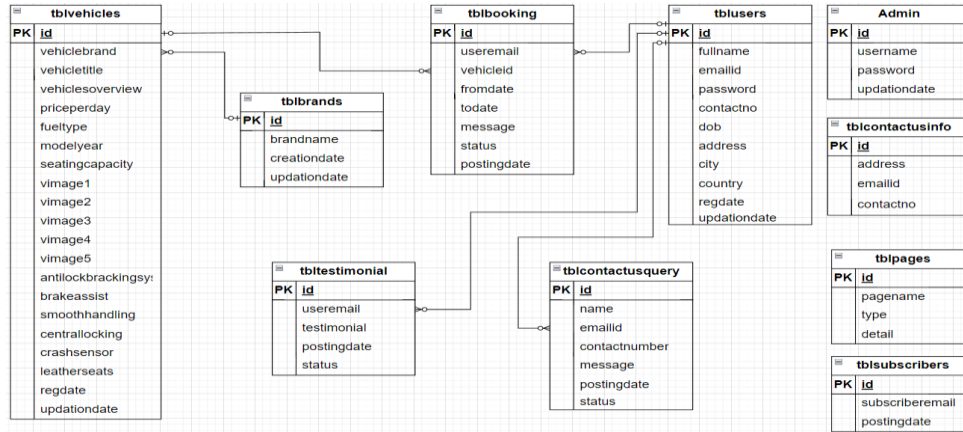 tblvehicles
PK id
vehiclebrand
vehicletitle
vehiclesoverview
priceperday
fueltype
modelyear
seatingcapacity
vimage1
vimage2
vimage3
vimage4
vimage5
antilockbrackingsys
brakeassist
smoothhandling
centrallocking
crashsensor
leatherseats
regdate
updationdate
tblbrands
PK id
brandname
creationdate
updationdate
tblbooking
PK id
useremail
vehicleid
fromdate
todate
message
status
postingdate
tblusers
PK id
fullname
emailid
password
contactno
dob
address
city
country
regdate
updationdate
Admin
PK id
username
password
updationdate
tblcontactusinfo
PK id
address
emailid
contactno
tbltestimonial
PK id
useremail
testimonial
postingdate
status
tblcontactusquery
PK id
name
emailid
contactnumber
message
postingdate
status
tblpages
PK id
pagename
type
detail
tblsubscribers
PK id
subscriberemail
postingdate